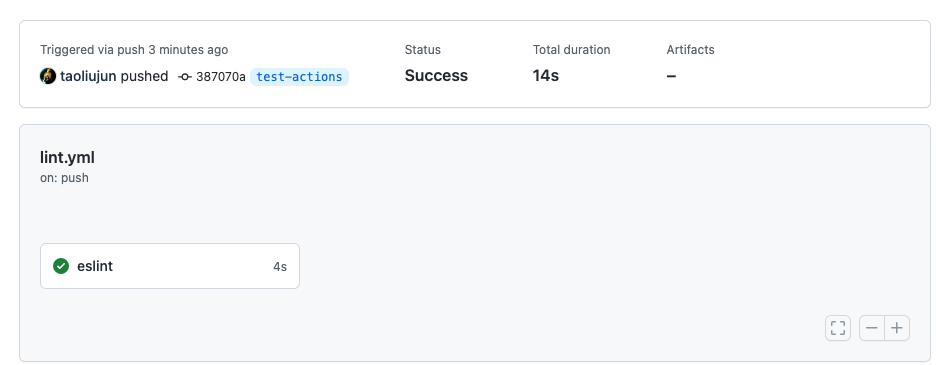 Triggered via push 3 minutes ago
taoliujun pushed 387070a test-actions
Status
Success
Total duration
14s
Artifacts
–
lint.yml
on: push
eslint 4s